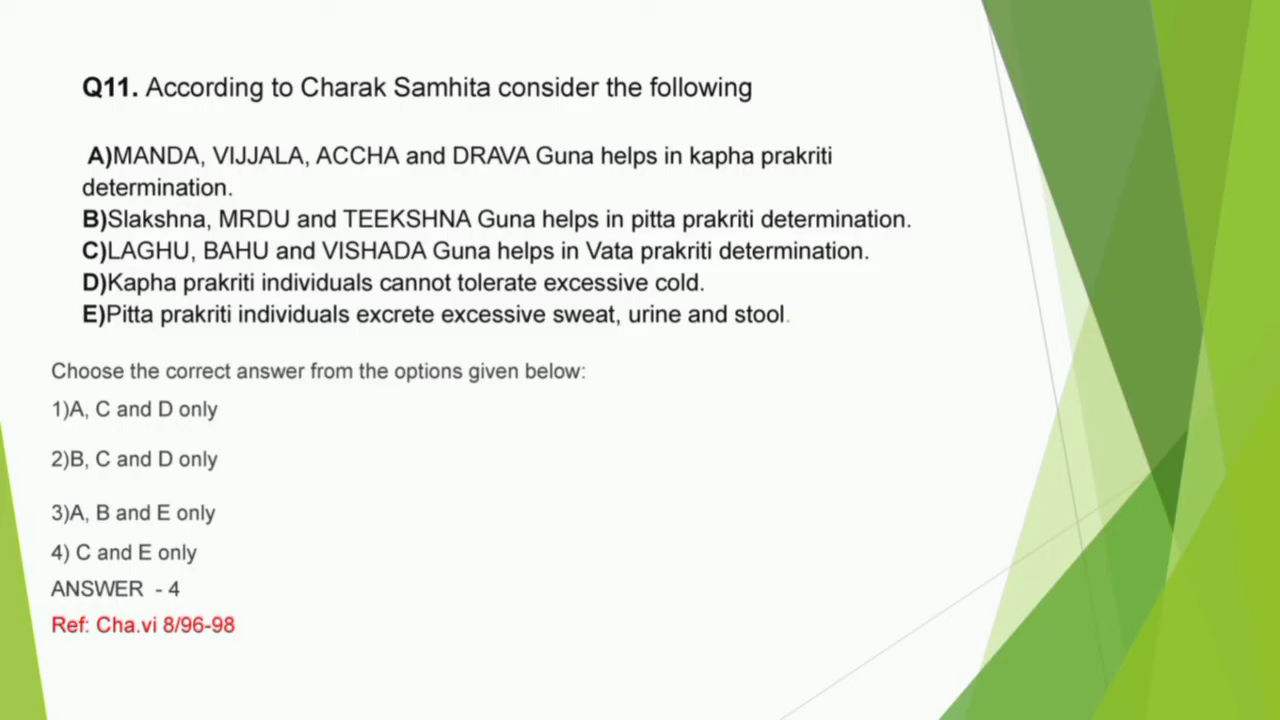 Q11. According to Charak Samhita consider the following
A)MANDA, VIJJALA, ACCHA and DRAVA Guna helps in kapha prakriti
determination.
B)Slakshna, MRDU and TEEKSHNA Guna helps in pitta prakriti determination.
C)LAGHU, BAHU and VISHADA Guna helps in Vata prakriti determination.
D)Kapha prakriti individuals cannot tolerate excessive cold.
E)Pitta prakriti individuals excrete excessive sweat, urine and stool.
Choose the correct answer from the options given below:
1)A, C and D only
2)B, C and D only
3)A, B and E only
4) C and E only
ANSWER - 4
Ref: Cha.vi 8/96-98